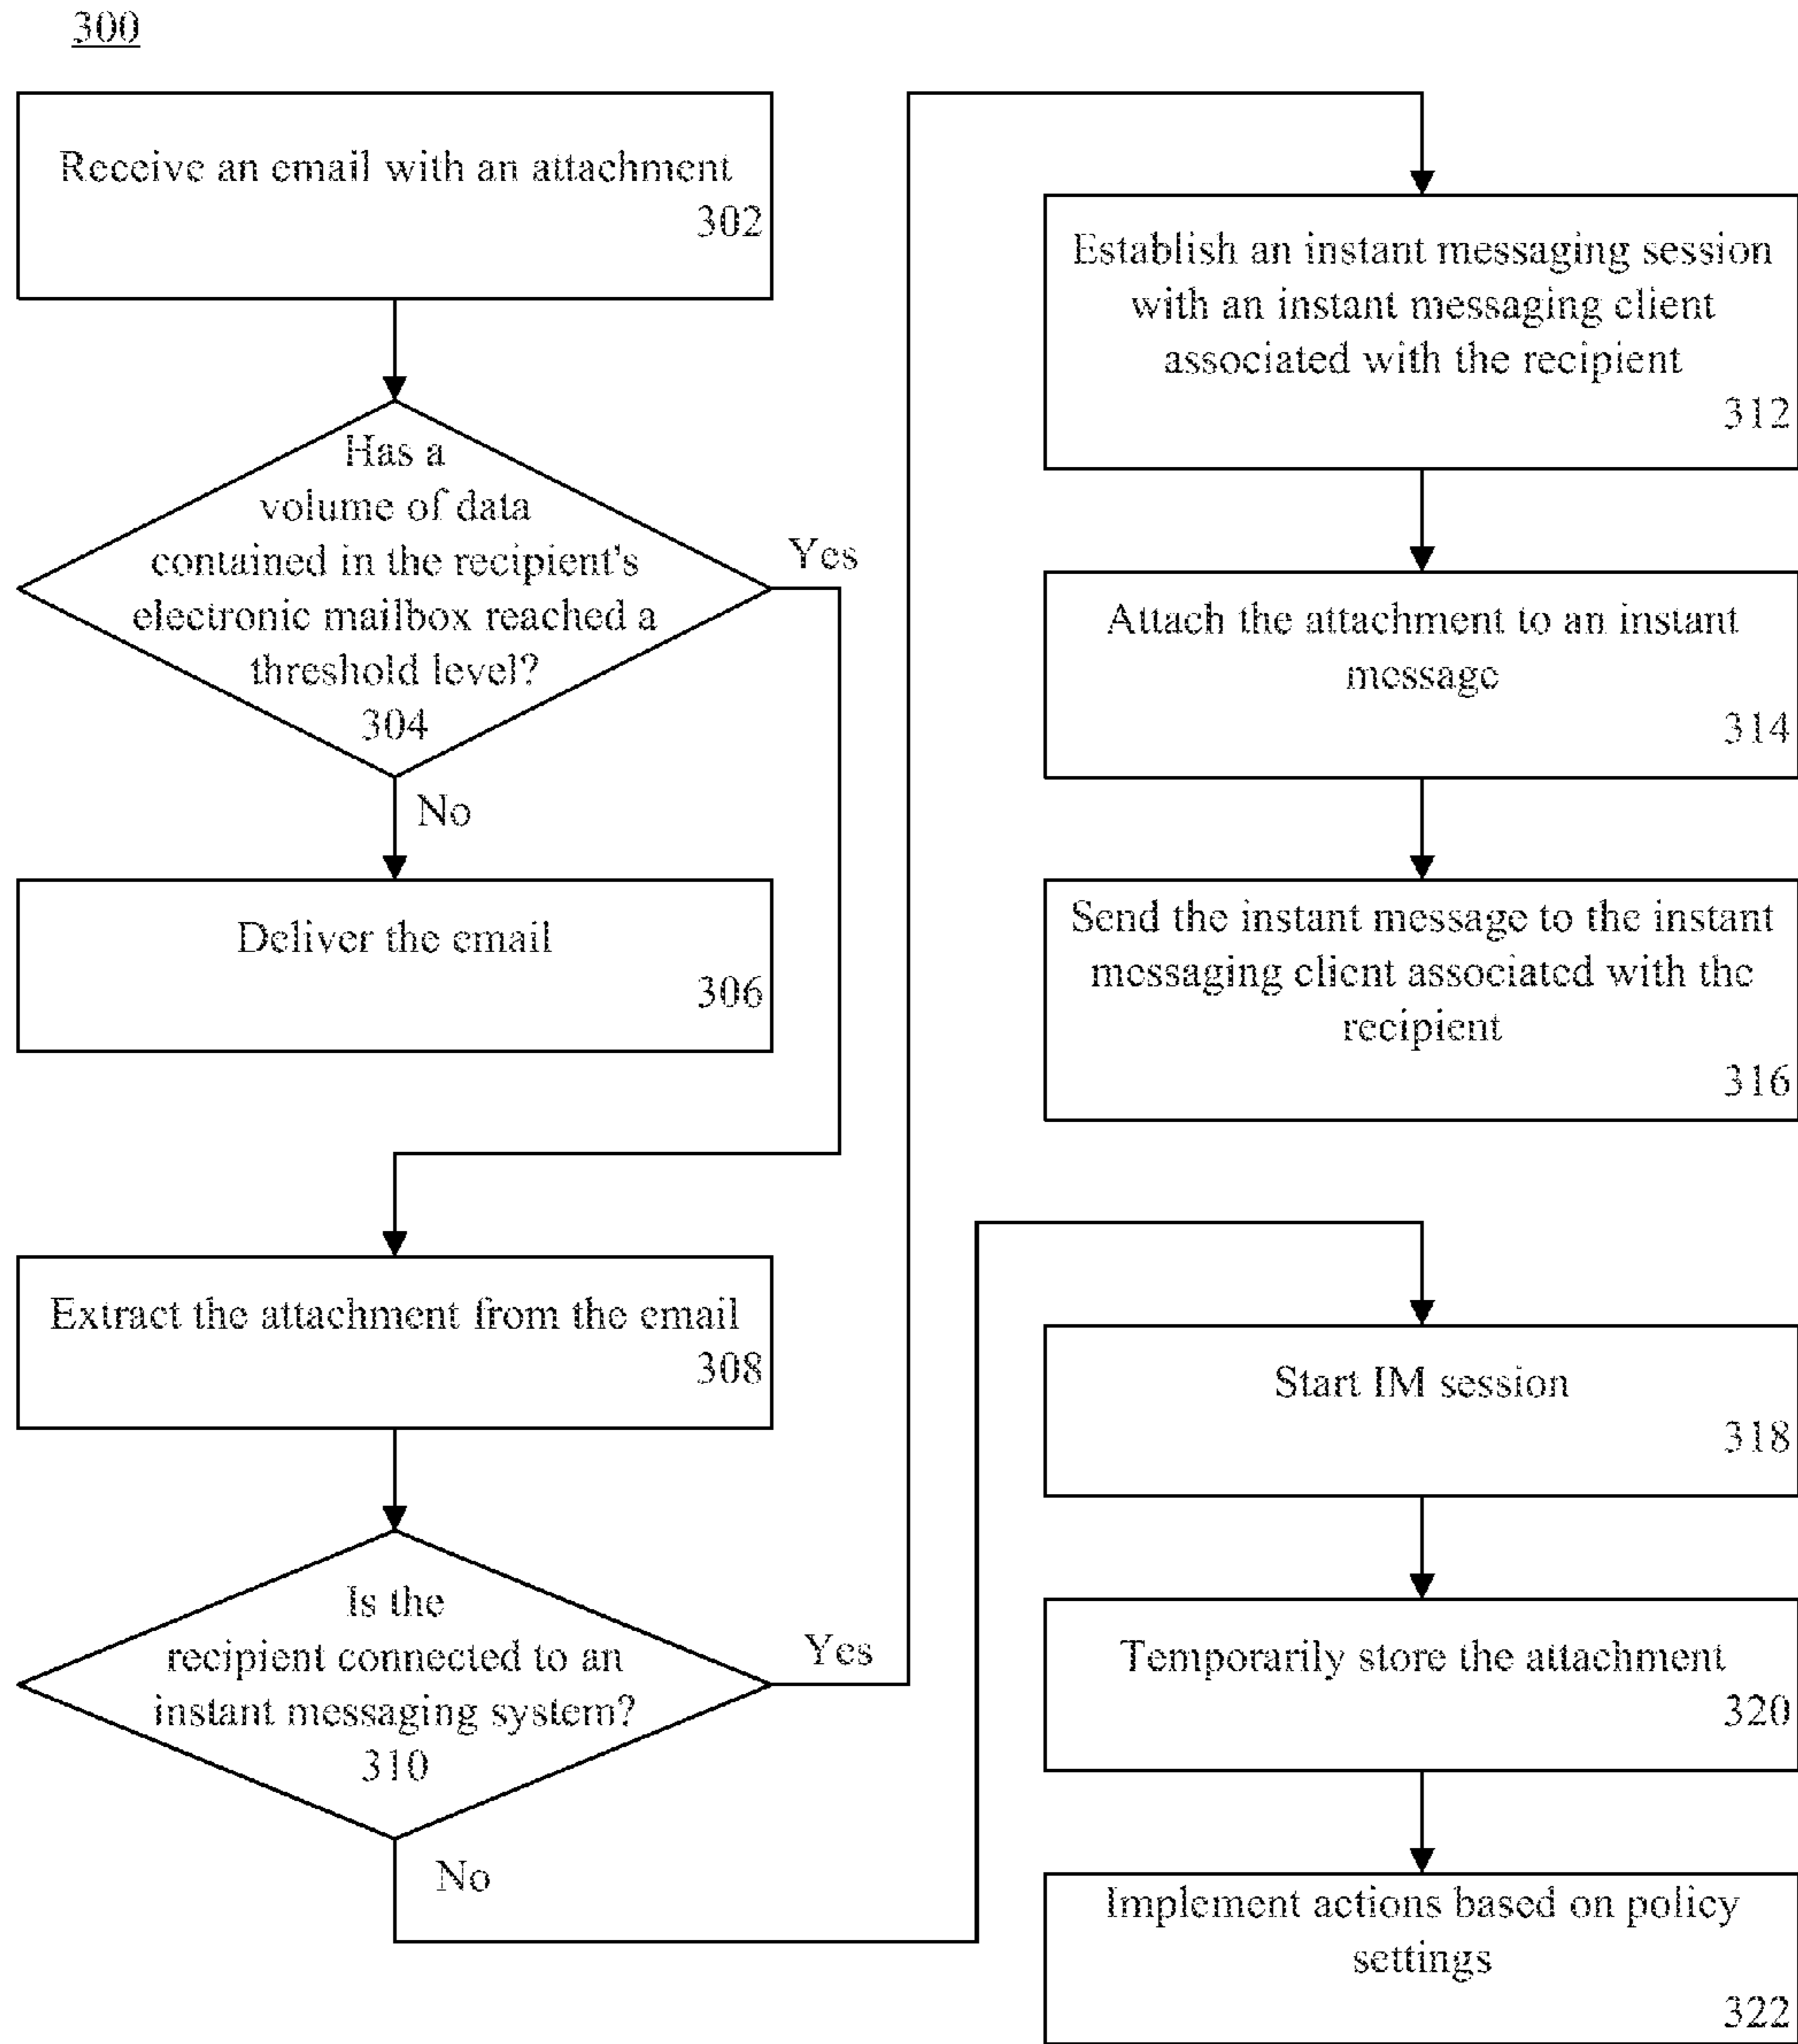 300
Receive an email with an attachment
302
Has a
volume of data
contained in the recipient's
electronic mailbox reached a
threshold level?
304
Yes
No
Deliver the email
306
Extract the attachment from the email
308
Is the
recipient connected to an
instant messaging system?
310
Yes
No
Establish an instant messaging session
with an instant messaging client
associated with the recipient
312
Attach the attachment to an instant
message
314
Send the instant message to the instant
messaging client associated with the
recipient
316
Start IM session
318
Temporarily store the attachment
320
Implement actions based on policy
settings
322